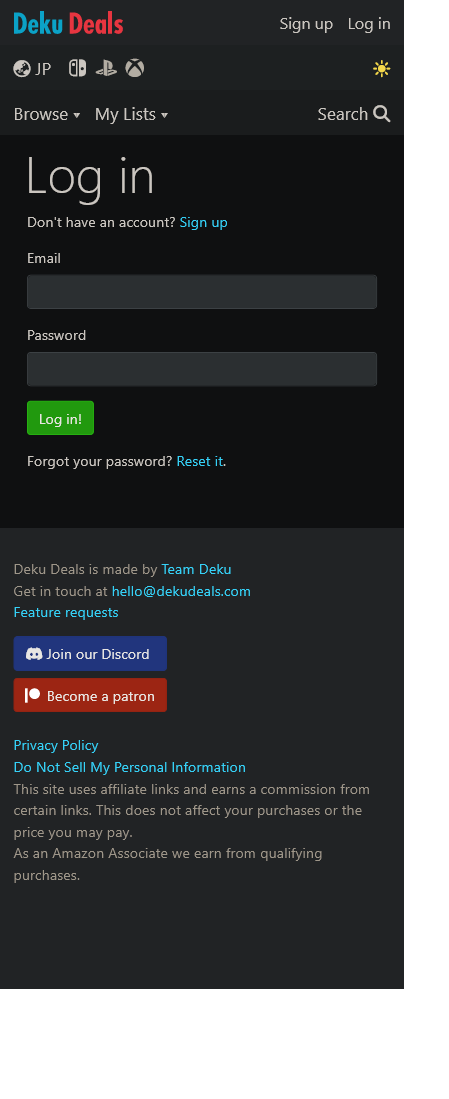 Deku Deals Sign up Log in
JP
Browse My Lists Search
Log in
Don't have an account? Sign up
Email
Password
Log in!
Forgot your password? Reset it.
Deku Deals is made by Team Deku
Get in touch at hello@dekudeals.com
Feature requests
Join our Discord
Become a patron
Privacy Policy
Do Not Sell My Personal Information
This site uses affiliate links and earns a commission from
certain links. This does not affect your purchases or the
price you may pay.
As an Amazon Associate we earn from qualifying
purchases.